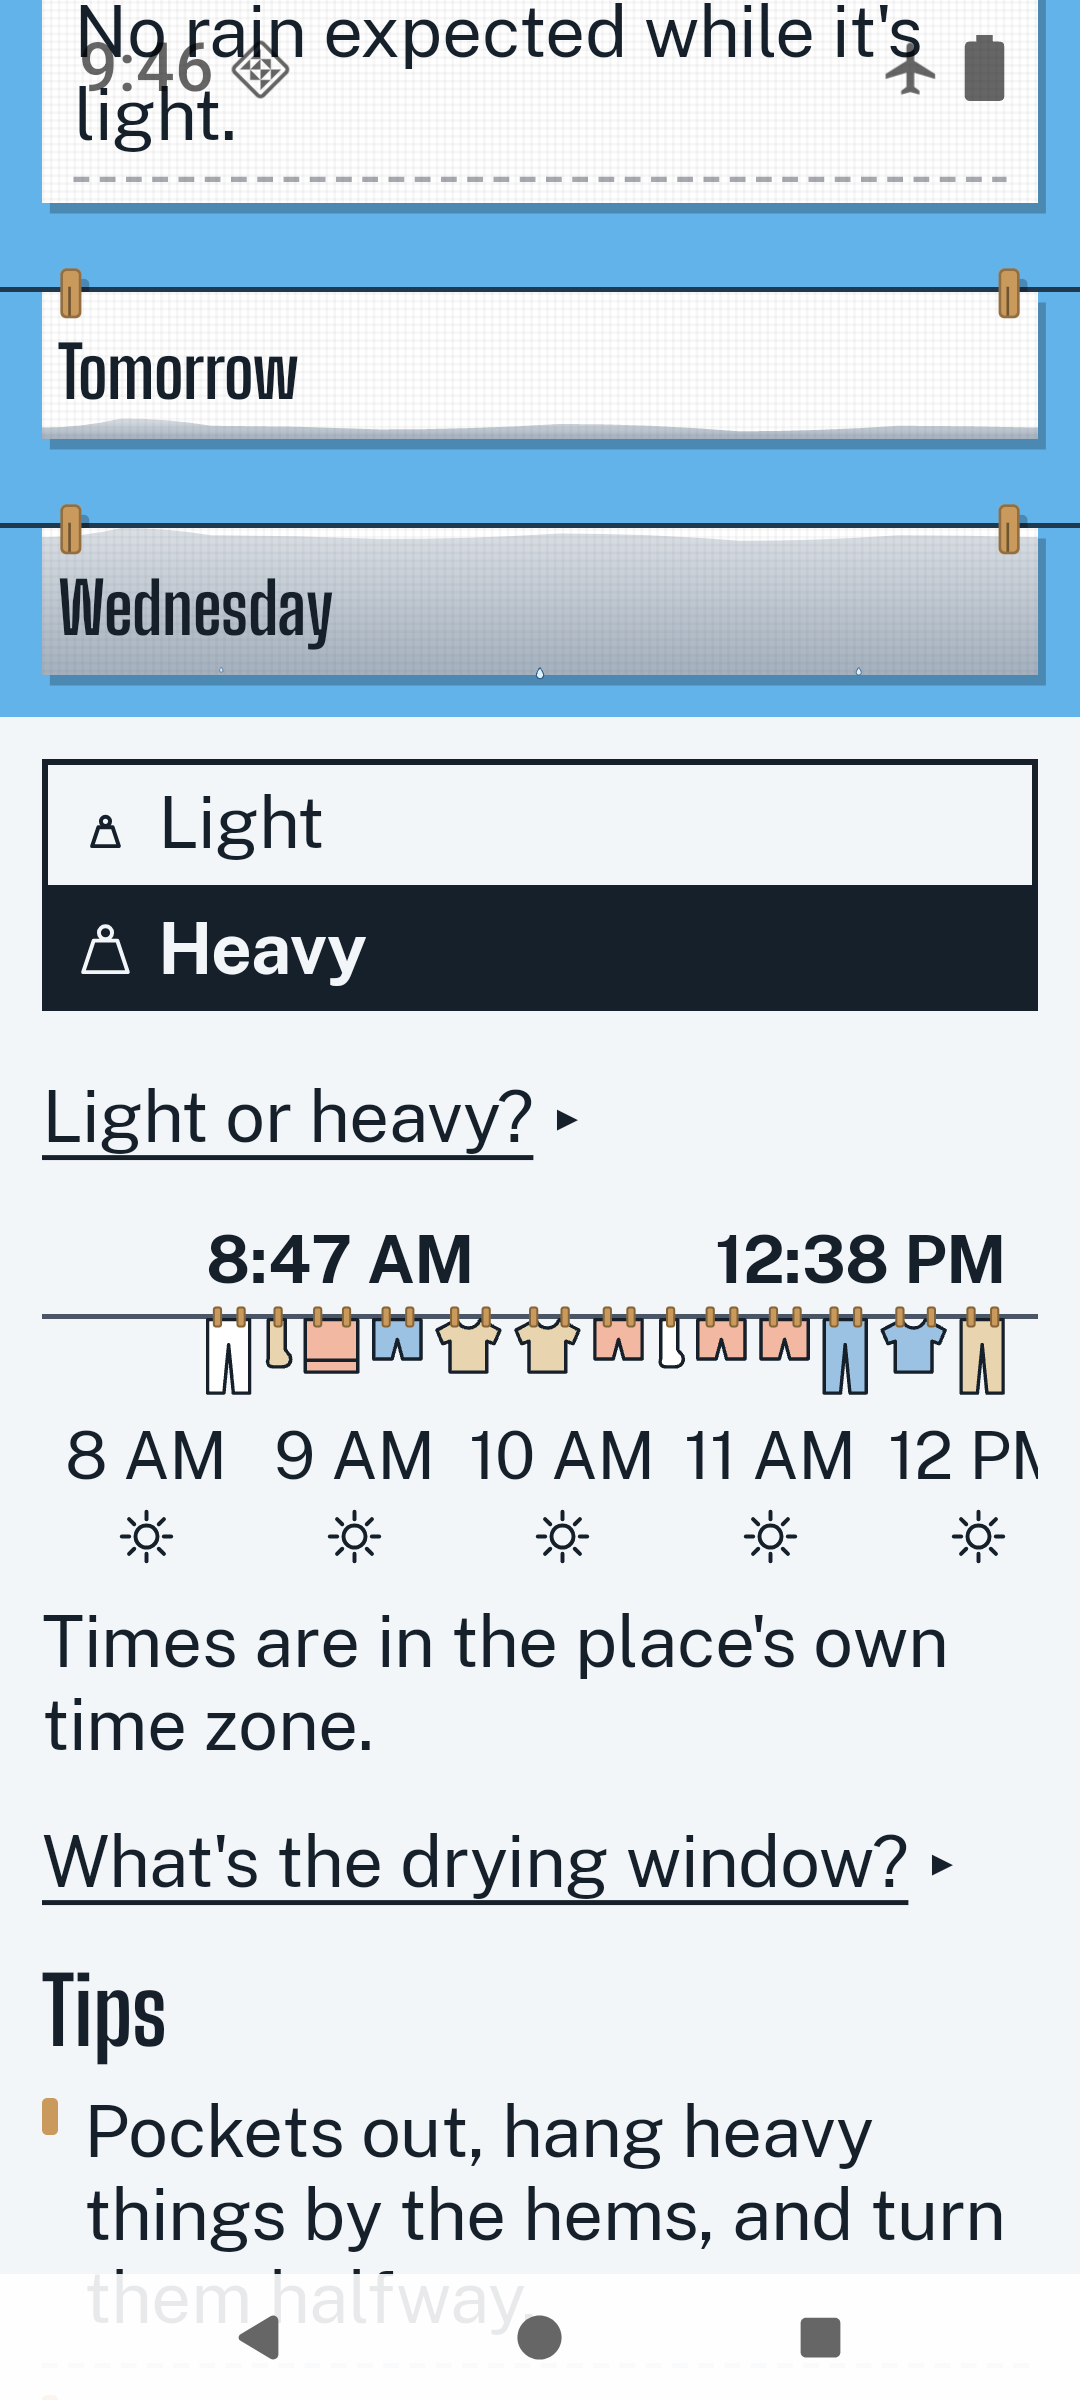 No rain expected while it's
9:46
light.
Tomorrow
Wednesday
Light
Heavy
Light or heavy?
8:47 AM 12:38 PM
8 AM 9 AM 10 AM 11 AM 12 PM
Times are in the place's own
time zone.
What's the drying window?
Tips
Pockets out, hang heavy
things by the hems, and turn
them halfway.